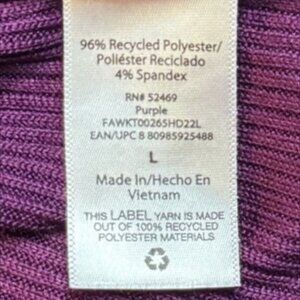 96% Recycled Polyester/
Poliéster Reciclado
4% Spandex
RN# 52469
Purple
FAWKT00265HD22L
EAN/UPC 8 80985925488
L
Made In/Hecho En
Vietnam
THIS LABEL YARN IS MADE
OUT OF 100% RECYCLED
POLYESTER MATERIALS